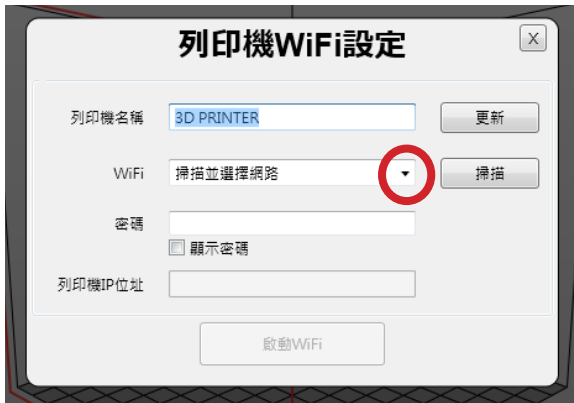 列印機WiFi設定
X
列印機名稱 3D PRINTER 更新
WiFi 掃描並選擇網路 掃描
密碼
顯示密碼
列印機IP位址
啟動WiFi